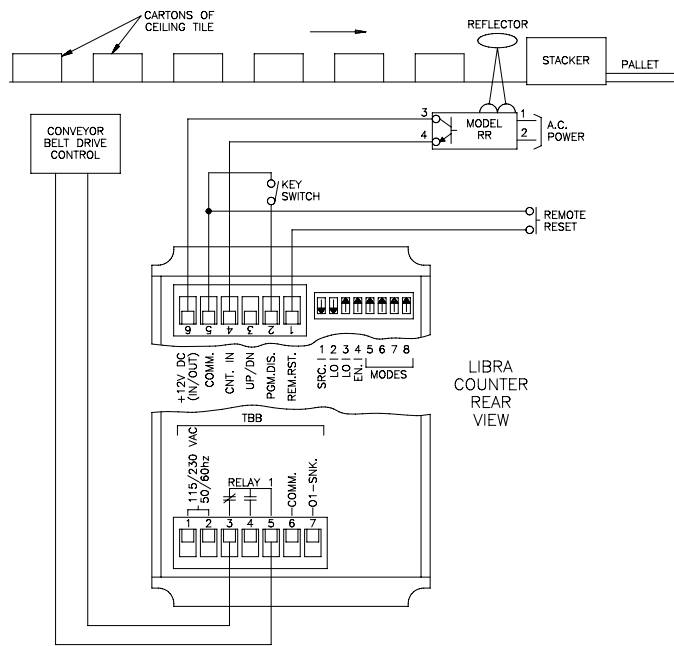 CARTONS OF
CEILING TILE
REFLECTOR
STACKER
PALLET
CONVEYOR
BELT DRIVE
CONTROL
3
4
MODEL
RR
1
2
A.C.
POWER
KEY
SWITCH
REMOTE
RESET
6 5 4 3 2 1
+12V DC
(IN/OUT)
COMM.
CNT. IN
UP/DN
PGM.DIS.
REM.RST.
1 2 3 4 5 6 7 8
SRC.
LO
LO
EN.
MODES
LIBRA
COUNTER
REAR
VIEW
TBB
115/230 VAC
50/60hz
RELAY 1
COMM.
O1-SNK.
1 2 3 4 5 6 7